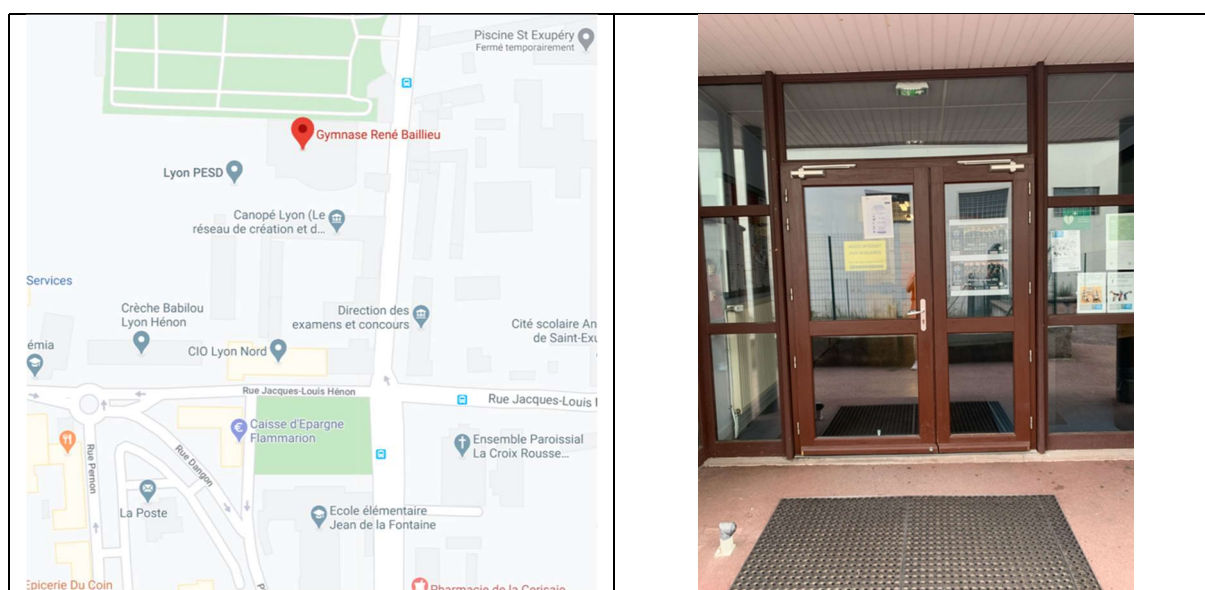 Piscine St Exupéry
Fermé temporairement
Gymnase René Baillieu
Lyon PESD
Canopé Lyon (Le
réseau de création et d...
Services
Crèche Babilou
Lyon Hénon
Direction des
examens et concours
Cité scolaire An
de Saint-Exu
émia
CIO Lyon Nord
Rue Jacques-Louis Hénon
Rue Jacques-Louis
Caisse d'Epargne
Flammarion
Ensemble Paroissial
La Croix Rousse...
Rue Pernon
Rue Dangon
La Poste
Ecole élémentaire
Jean de la Fontaine
Epicerie Du Coin
Pharmacie de la Cerisaie